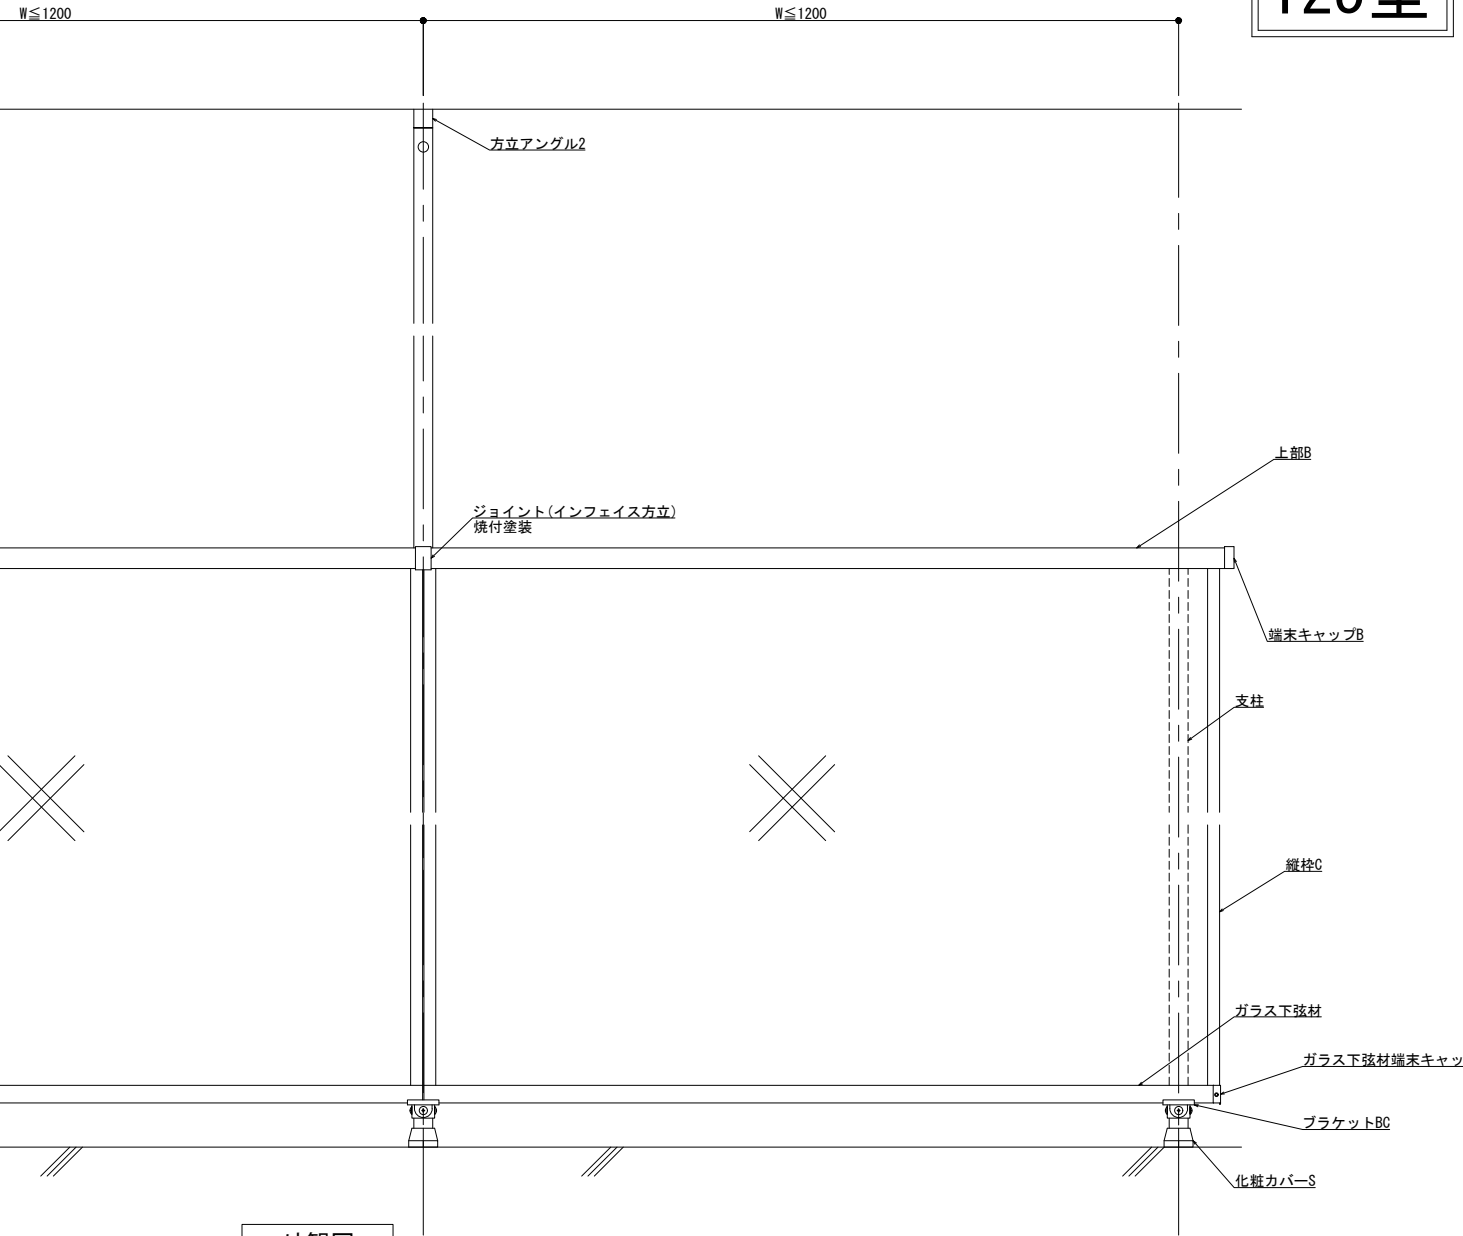 W≦1200
W≦1200
方立アングル2
上部B
ジョイント(インフェイス方立)
焼付塗装
端末キャップB
支柱
縦枠C
ガラス下弦材
ガラス下弦材端末キャッ
ブラケットBC
化粧カバーS